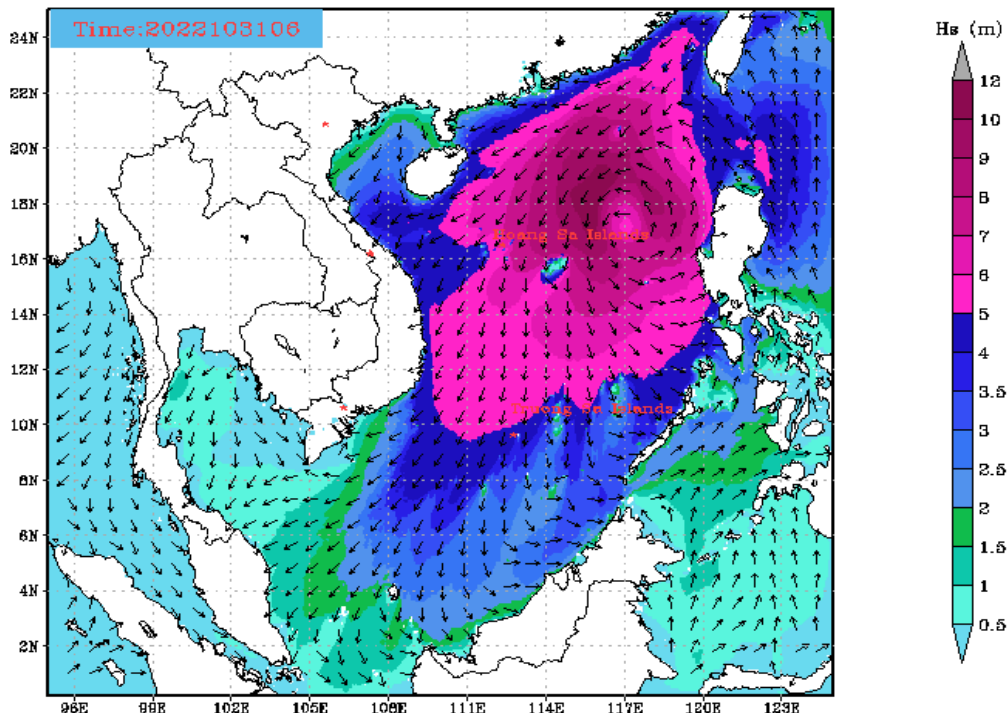 Time:2022103106
Hs (m)
24N
22N
20N
18N
16N
14N
12N
10N
8N
6N
4N
2N
96E 99E 102E 105E 108E 111E 114E 117E 120E 123E
Hoang Sa Islands
Truong Sa Islands
12
10
9
8
7
6
5
4
3
2.5
2
1.5
1
0.5